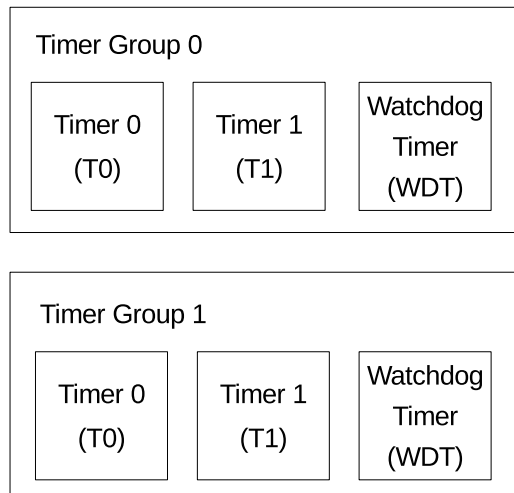 Timer Group 0
Timer 0
(T0)
Timer 1
(T1)
Watchdog
Timer
(WDT)
Timer Group 1
Timer 0
(T0)
Timer 1
(T1)
Watchdog
Timer
(WDT)